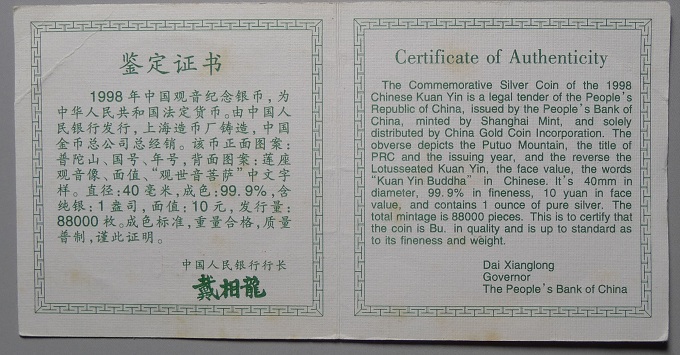 鉴定证书
1998年中国观音纪念银币，为
中华人民共和国法定货币。由中国人
民银行发行，上海造币厂铸造，中国
金币总公司总经销。该币正面图案：
普陀山、国号、年号，背面图案：莲座
观音像、面值、“观世音菩萨”中文字
样。直径：40毫米，成色：99.9%，含
纯银：1盎司，面值：10元，发行量：
88000枚。成色标准，重量合格，质量
普制，谨此证明。
中国人民银行行长
戴相龍
Certificate of Authenticity
The Commemorative Silver Coin of the 1998
Chinese Kuan Yin is a legal tender of the People's
Republic of China, issued by the People's Bank of
China, minted by Shanghai Mint, and solely
distributed by China Gold Coin Incorporation. The
obverse depicts the Putuo Mountain, the title of
PRC and the issuing year, and the reverse the
Lotusseated Kuan Yin, the face value, the words
“Kuan Yin Buddha” in Chinese. It's 40mm in
diameter, 99.9% in fineness, 10 yuan in face
value, and contains 1 ounce of pure silver. The
total mintage is 88000 pieces. This is to certify that
the coin is Bu. in quality and is up to standard as
to its fineness and weight.
Dai Xianglong
Governor
The People's Bank of China